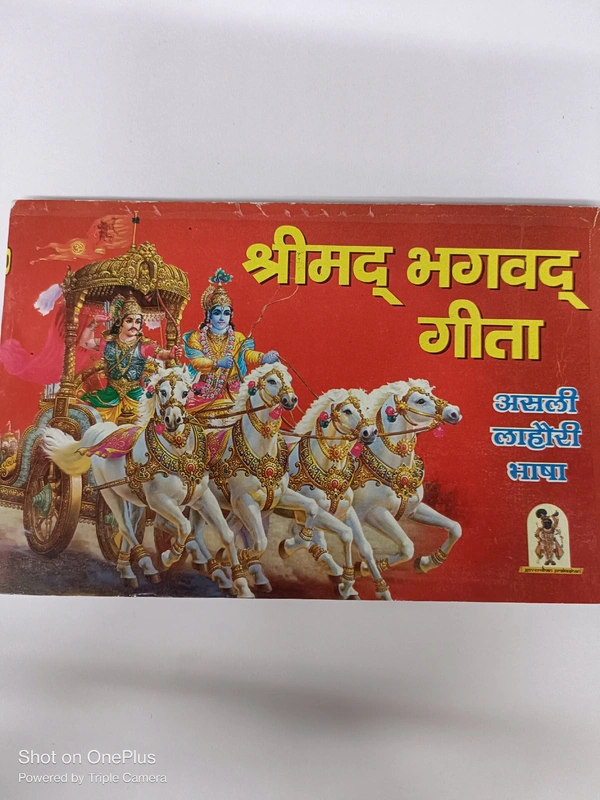 श्रीमद् भगवद्
गीता
असली
लाहौरी
भाषा
Shot on OnePlus
Powered by Triple Camera